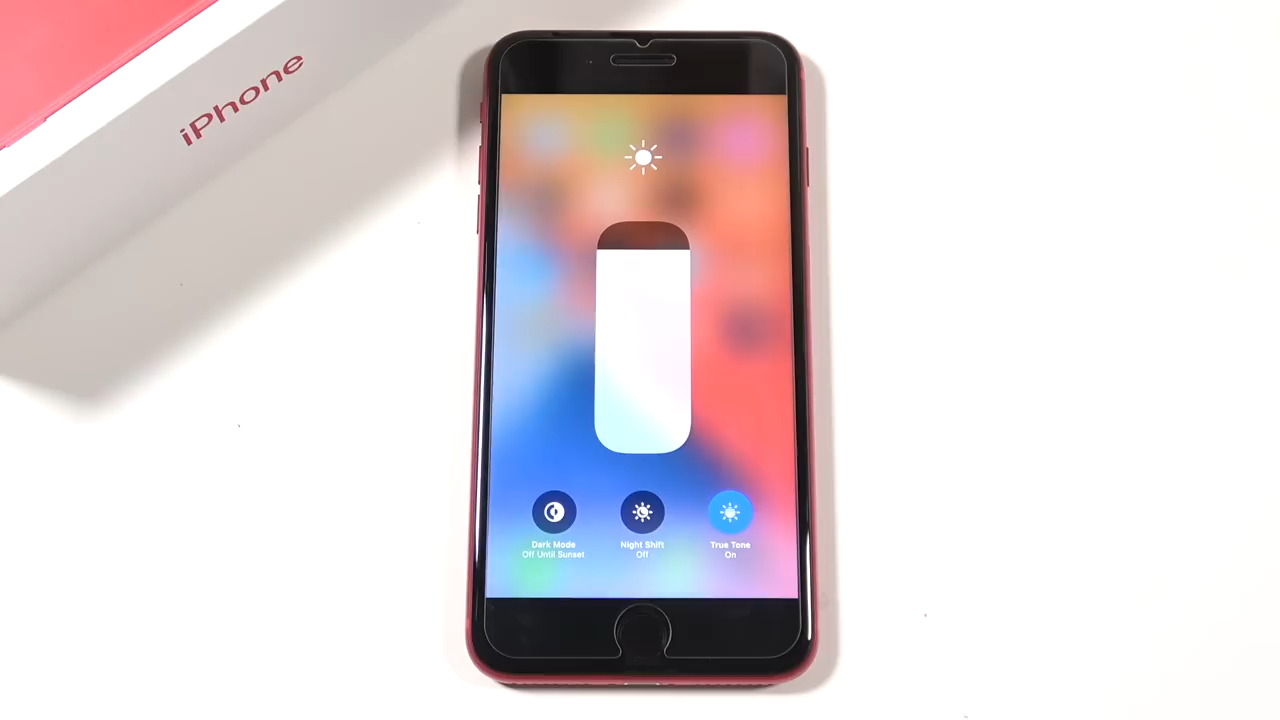 iPhone
Dark Mode
Off Until Sunset
Night Shift
Off
True Tone
On